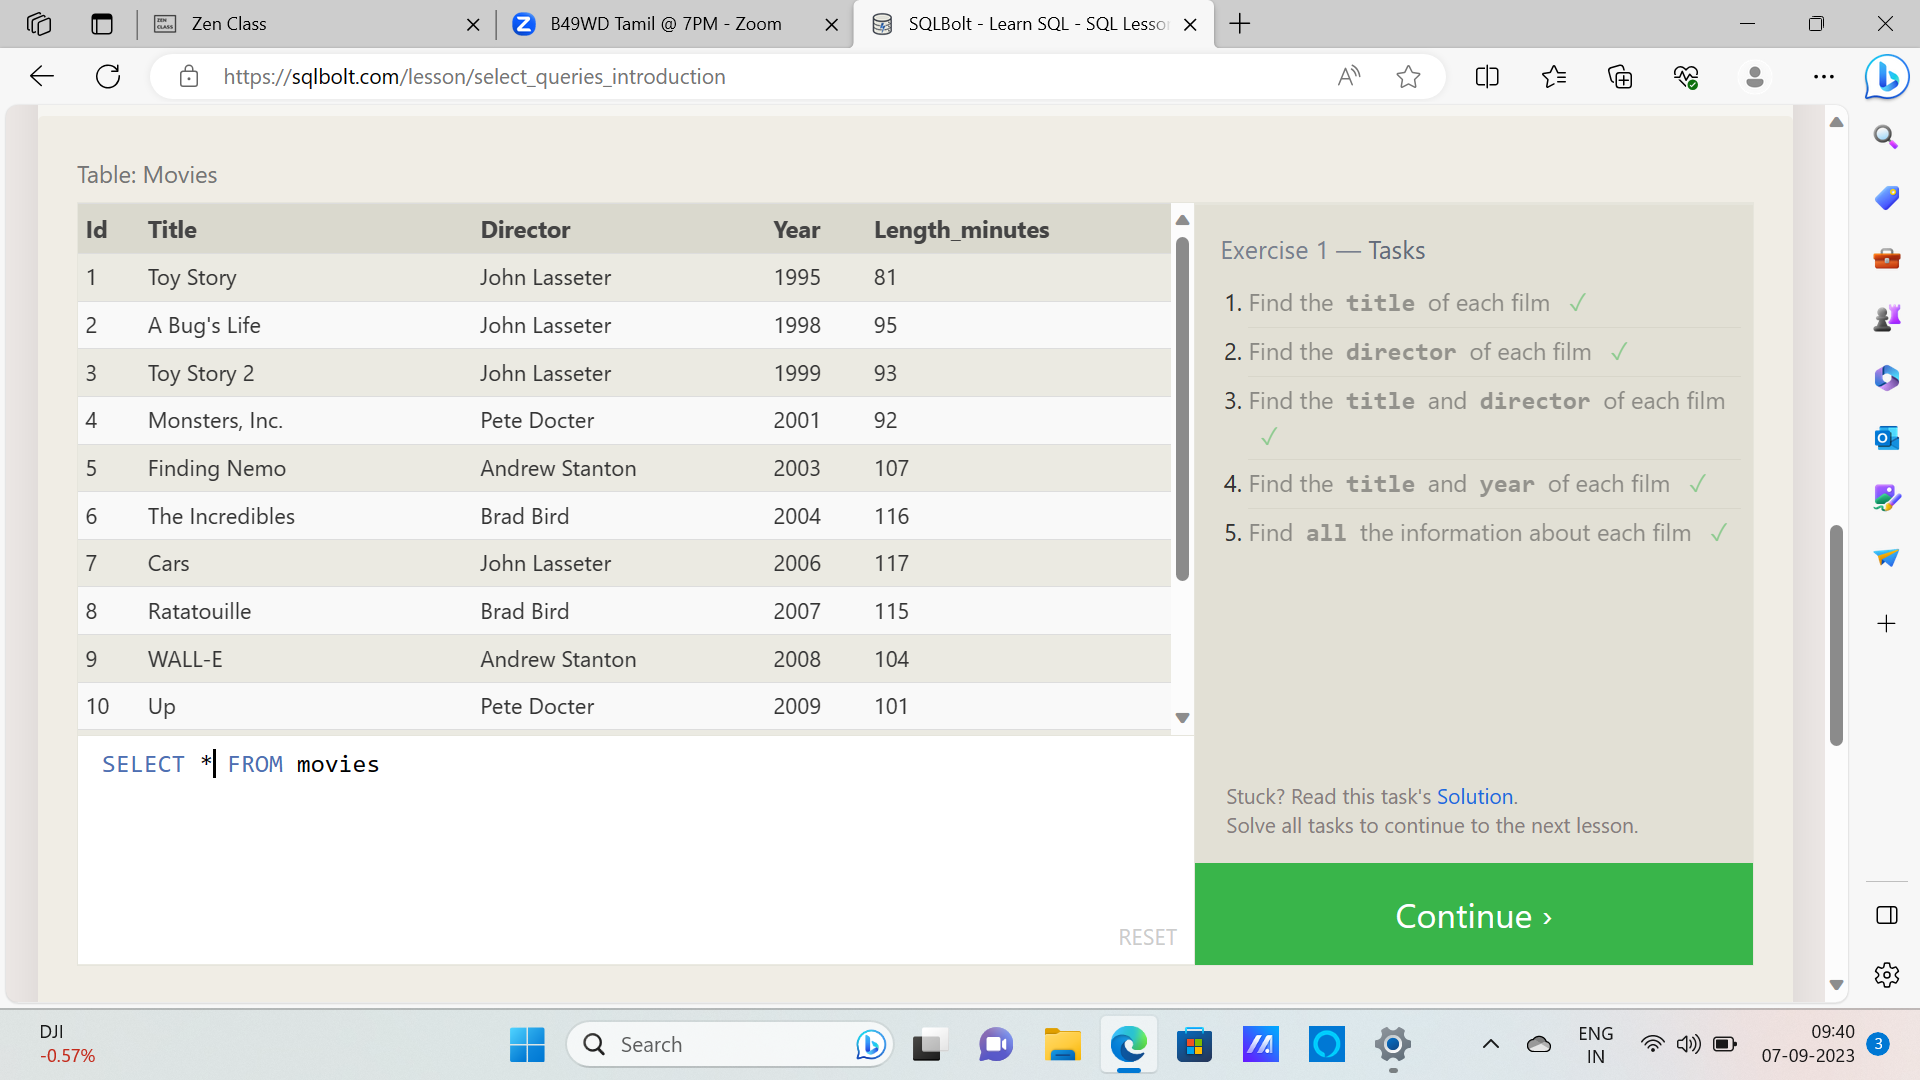 Zen Class
B49WD Tamil @ 7PM - Zoom
SQLBolt - Learn SQL - SQL Lesso
https://sqlbolt.com/lesson/select_queries_introduction
Table: Movies
Id Title Director Year Length_minutes
1 Toy Story John Lasseter 1995 81
2 A Bug's Life John Lasseter 1998 95
3 Toy Story 2 John Lasseter 1999 93
4 Monsters, Inc. Pete Docter 2001 92
5 Finding Nemo Andrew Stanton 2003 107
6 The Incredibles Brad Bird 2004 116
7 Cars John Lasseter 2006 117
8 Ratatouille Brad Bird 2007 115
9 WALL-E Andrew Stanton 2008 104
10 Up Pete Docter 2009 101
SELECT * FROM movies
RESET
Exercise 1 — Tasks
1. Find the title of each film ✓
2. Find the director of each film ✓
3. Find the title and director of each film
✓
4. Find the title and year of each film ✓
5. Find all the information about each film ✓
Stuck? Read this task's Solution.
Solve all tasks to continue to the next lesson.
Continue ›
DJI
-0.57%
Search
ENG
IN
09:40
07-09-2023
3